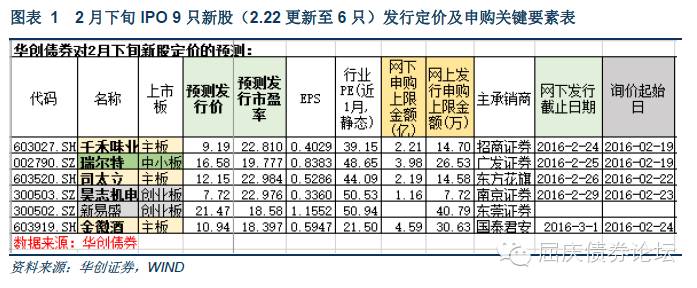 图表 1 2 月下旬 IPO 9 只新股（2.22 更新至 6 只）发行定价及申购关键要素表
华创债券对2月下旬新股定价的预测：
代码 名称 上市板 预测发行价 预测发行市盈率 EPS 行业PE(近1月,静态) 网下申购上限金额(亿) 网上发行申购上限金额(万) 主承销商 网下发行截止日期 询价起始日
603027.SH 千禾味业 主板 9.19 22.810 0.4029 39.15 2.21 14.70 招商证券 2016-2-24 2016-02-19
002790.SZ 瑞尔特 中小板 16.58 19.777 0.8383 48.65 3.98 26.53 广发证券 2016-2-25 2016-02-19
603520.SH 司太立 主板 12.15 22.984 0.5286 44.09 2.19 14.58 东方花旗 2016-2-26 2016-02-22
300503.SZ 昊志机电 创业板 7.72 22.976 0.3360 50.53 1.16 7.72 南京证券 2016-2-29 2016-02-23
300502.SZ 新易盛 创业板 21.47 18.58 1.1552 50.94 40.79 东莞证券
603919.SH 金徽酒 主板 10.94 18.397 0.5947 21.50 4.59 30.63 国泰君安 2016-3-1 2016-02-24
数据来源：华创债券
资料来源：华创证券，WIND
屈庆债券论坛